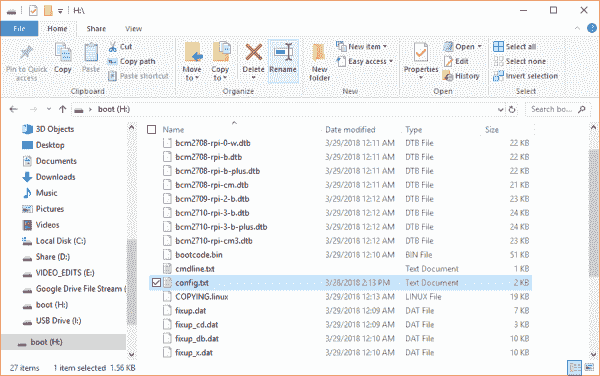 H:\
File Home Share View
Pin to Quick access Copy Paste Cut Copy path Paste shortcut Move to Copy to Delete Rename New folder New item Easy access Properties Open Edit History Select all Select none Invert selection
Clipboard Organize New Open Select
boot (H:) Search bo...
Name Date modified Type Size
3D Objects
Desktop
Documents
Downloads
Music
Pictures
Videos
Local Disk (C:)
Share (D:)
VIDEO_EDITS (E:)
Google Drive File Stream (
boot (H:)
USB Drive (I:)
boot (H:)
bcm2708-rpi-0-w.dtb 3/29/2018 12:11 AM DTB File 22 KB
bcm2708-rpi-b.dtb 3/29/2018 12:11 AM DTB File 22 KB
bcm2708-rpi-b-plus.dtb 3/29/2018 12:11 AM DTB File 22 KB
bcm2708-rpi-cm.dtb 3/29/2018 12:11 AM DTB File 21 KB
bcm2709-rpi-2-b.dtb 3/29/2018 12:12 AM DTB File 23 KB
bcm2710-rpi-3-b.dtb 3/29/2018 12:12 AM DTB File 24 KB
bcm2710-rpi-3-b-plus.dtb 3/29/2018 12:12 AM DTB File 24 KB
bcm2710-rpi-cm3.dtb 3/29/2018 12:12 AM DTB File 23 KB
bootcode.bin 3/29/2018 12:10 AM BIN File 51 KB
cmdline.txt Text Document 1 KB
config.txt 3/28/2018 2:13 PM Text Document 2 KB
COPYING.linux 3/29/2018 12:13 AM LINUX File 19 KB
fixup.dat 3/29/2018 12:09 AM DAT File 7 KB
fixup_cd.dat 3/29/2018 12:09 AM DAT File 3 KB
fixup_db.dat 3/29/2018 12:10 AM DAT File 10 KB
fixup_x.dat 3/29/2018 12:10 AM DAT File 10 KB
27 items 1 item selected 1.56 KB